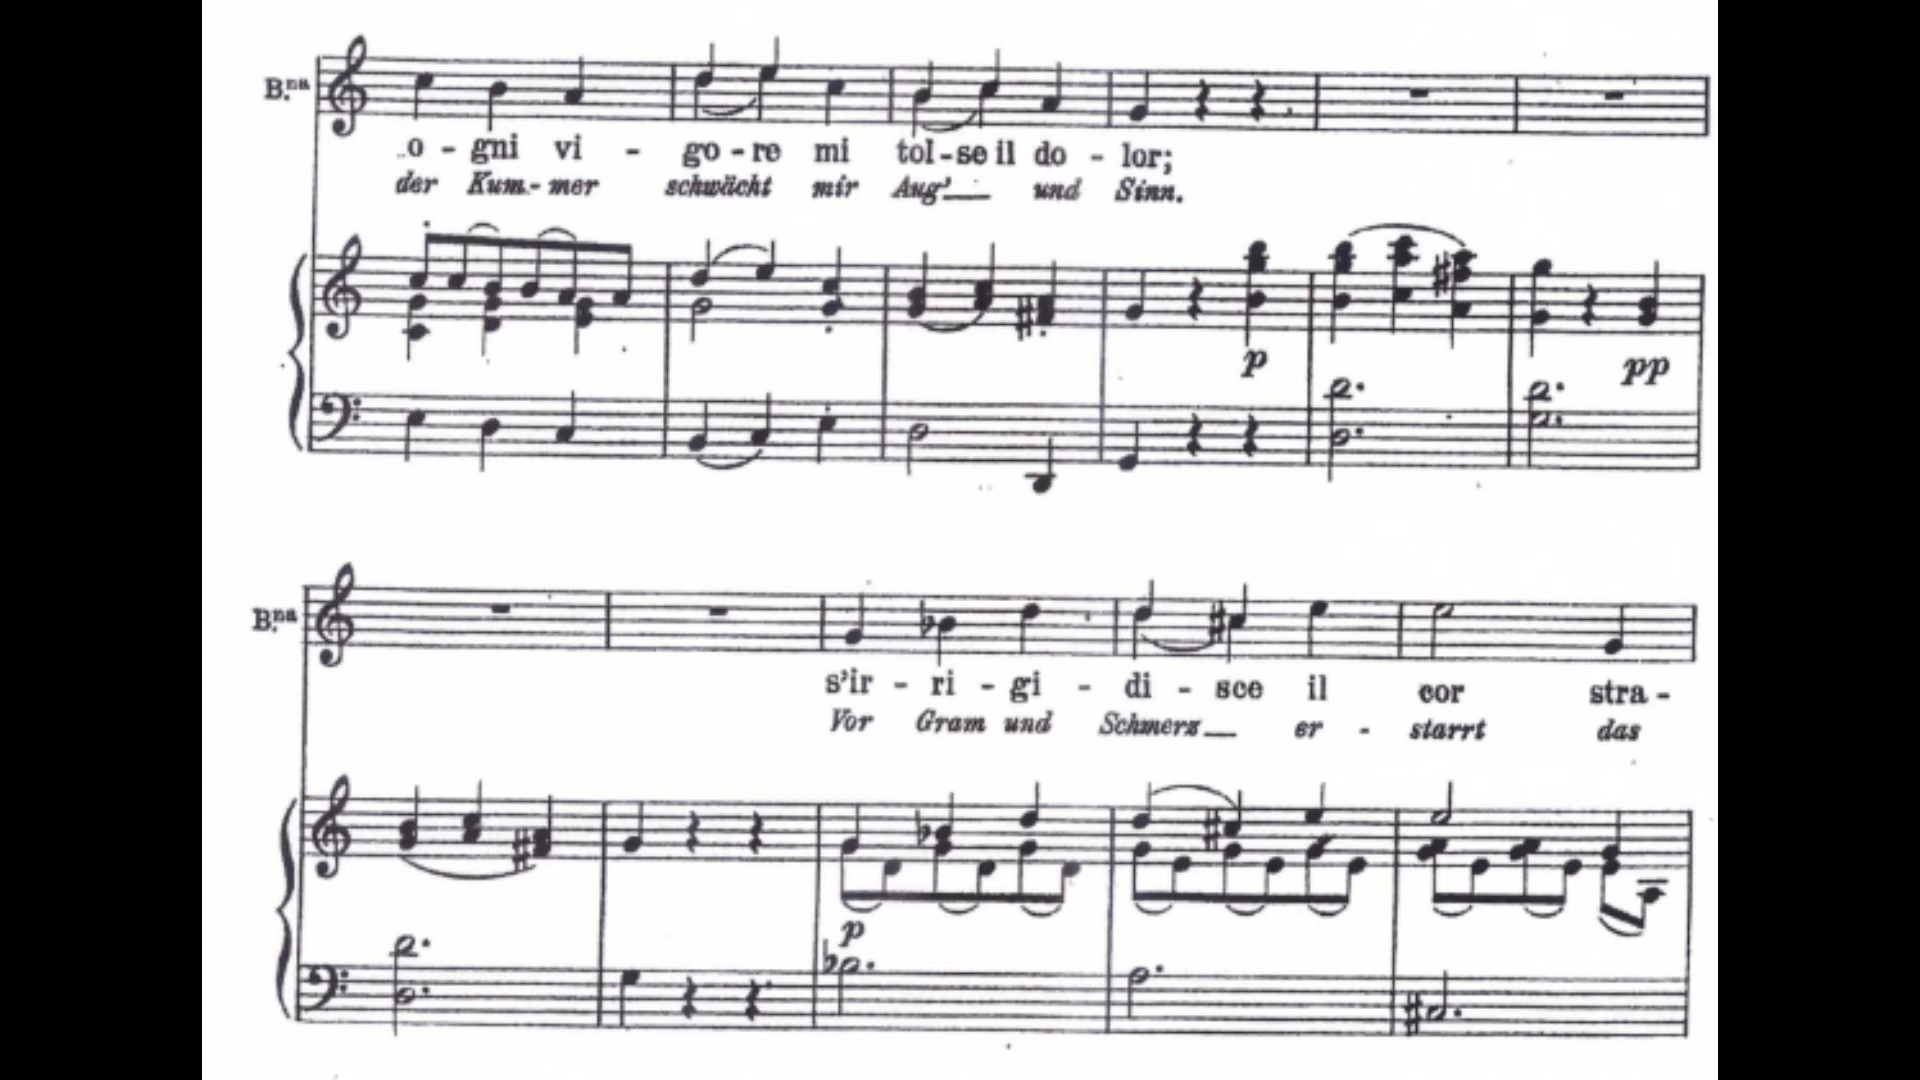 B.na
o - gni vi - go - re mi tol - se il do - lor;
der Kum - mer schwächt mir Aug' und Sinn.
p pp
B.na
s'ir - ri - gi - di - sce il cor stra -
Vor Gram und Schmerz er - starrt das
p